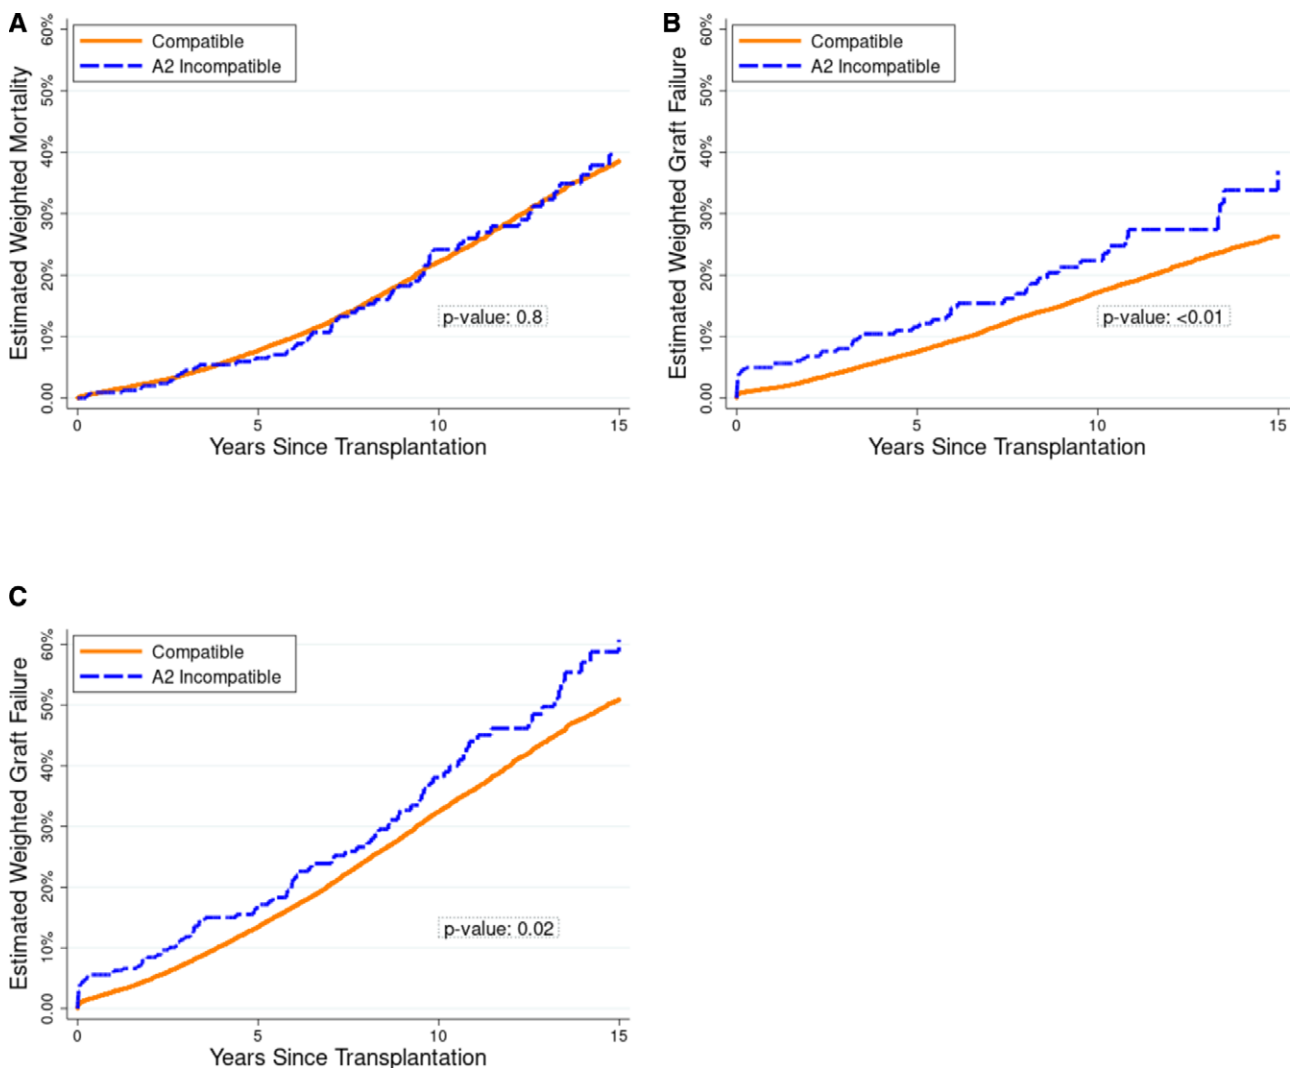 A
Compatible
A2 Incompatible
Estimated Weighted Mortality
60%
50%
40%
30%
20%
10%
0.00
p-value: 0.8
0 5 10 15
Years Since Transplantation
B
Compatible
A2 Incompatible
Estimated Weighted Graft Failure
60%
50%
40%
30%
20%
10%
0.00
p-value: <0.01
0 5 10 15
Years Since Transplantation
C
Compatible
A2 Incompatible
Estimated Weighted Graft Failure
60%
50%
40%
30%
20%
10%
0.00
p-value: 0.02
0 5 10 15
Years Since Transplantation